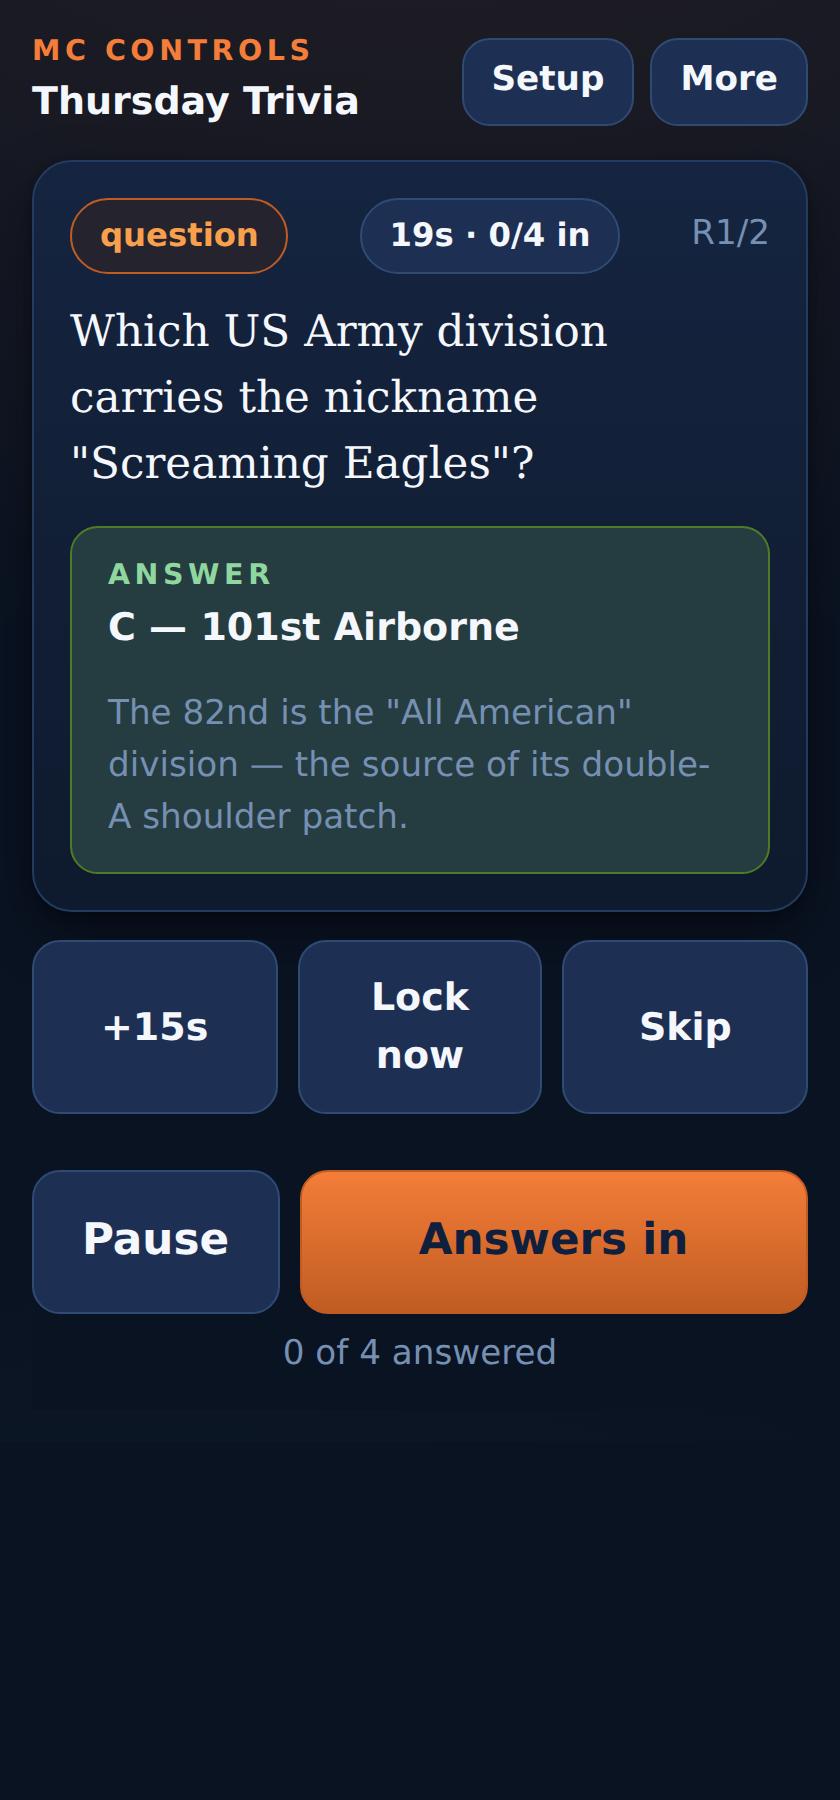 MC CONTROLS
Thursday Trivia
Setup
More
question
19s · 0/4 in
R1/2
Which US Army division
carries the nickname
"Screaming Eagles"?
ANSWER
C — 101st Airborne
The 82nd is the "All American"
division — the source of its double-
A shoulder patch.
+15s
Lock
now
Skip
Pause
Answers in
0 of 4 answered